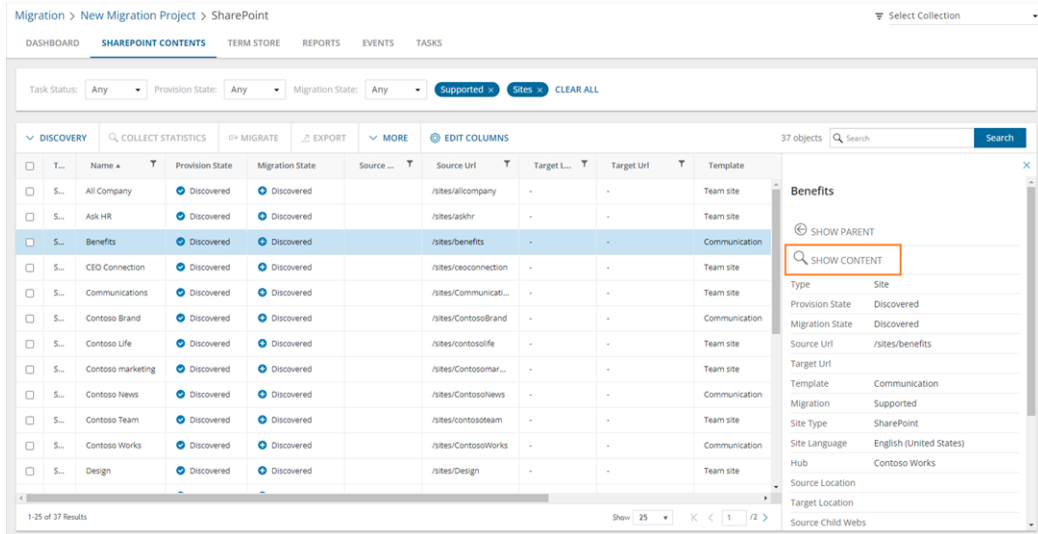 Migration > New Migration Project > SharePoint
Select Collection
DASHBOARD SHAREPOINT CONTENTS TERM STORE REPORTS EVENTS TASKS
Task Status: Any Provision State: Any Migration State: Any Supported × Sites × CLEAR ALL
DISCOVERY COLLECT STATISTICS MIGRATE EXPORT MORE EDIT COLUMNS
37 objects Search Search
T... Name Provision State Migration State Source ... Source Url Target L... Target Url Template
S... All Company Discovered Discovered /sites/allcompany - - Team site
S... Ask HR Discovered Discovered /sites/askhr - - Team site
S... Benefits Discovered Discovered /sites/benefits - - Communication
S... CEO Connection Discovered Discovered /sites/ceoconnection - - Team site
S... Communications Discovered Discovered /sites/Communicati... - - Team site
S... Contoso Brand Discovered Discovered /sites/ContosoBrand - - Communication
S... Contoso Life Discovered Discovered /sites/contosolife - - Team site
S... Contoso marketing Discovered Discovered /sites/Contosomar... - - Team site
S... Contoso News Discovered Discovered /sites/ContosoNews - - Communication
S... Contoso Team Discovered Discovered /sites/contosoteam - - Team site
S... Contoso Works Discovered Discovered /sites/ContosoWorks - - Communication
S... Design Discovered Discovered /sites/Design - - Team site
1-25 of 37 Results
Show 25 1 /2
Benefits
SHOW PARENT
SHOW CONTENT
Type Site
Provision State Discovered
Migration State Discovered
Source Url /sites/benefits
Target Url
Template Communication
Migration Supported
Site Type SharePoint
Site Language English (United States)
Hub Contoso Works
Source Location
Target Location
Source Child Webs